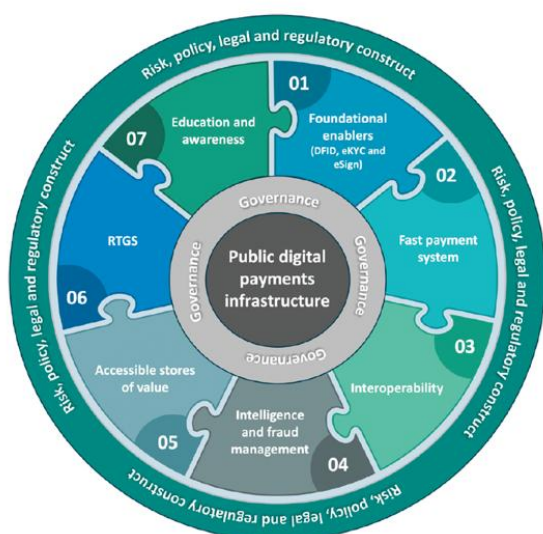 Risk, policy, legal and regulatory construct
Risk, policy, legal and regulatory construct
Risk, policy, legal and regulatory construct
Risk, policy, legal and regulatory construct
01
Foundational
enablers
(DFID, eKYC and
eSign)
02
Fast payment
system
03
Interoperability
04
Intelligence
and fraud
management
05
Accessible stores
of value
06
RTGS
07
Education and
awareness
Governance
Governance
Governance
Governance
Public digital
payments
infrastructure